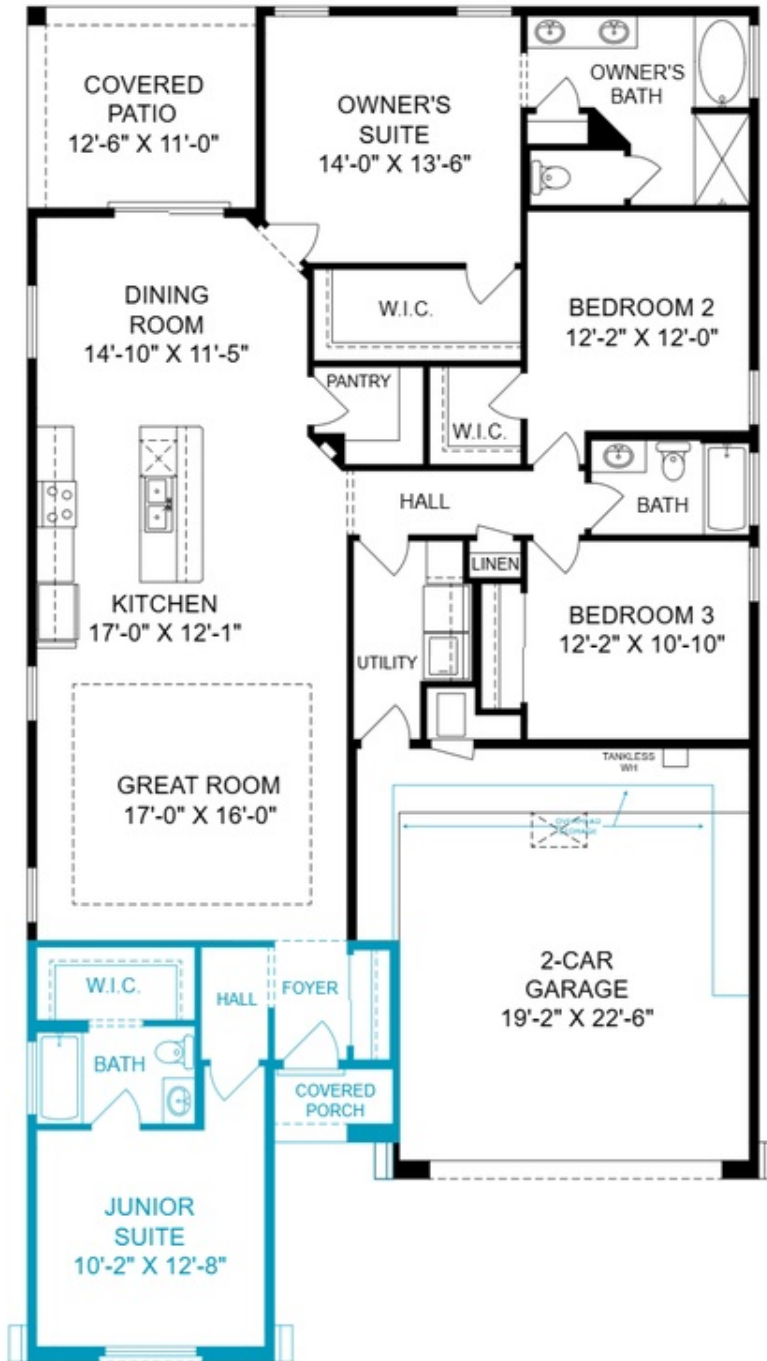 COVERED
PATIO
12'-6" X 11'-0"
OWNER'S
SUITE
14'-0" X 13'-6"
OWNER'S
BATH
DINING
ROOM
14'-10" X 11'-5"
W.I.C.
BEDROOM 2
12'-2" X 12'-0"
PANTRY
W.I.C.
HALL
BATH
LINEN
KITCHEN
17'-0" X 12'-1"
BEDROOM 3
12'-2" X 10'-10"
UTILITY
TANKLESS
WH
GREAT ROOM
17'-0" X 16'-0"
OVERHEAD
STORAGE
2-CAR
GARAGE
19'-2" X 22'-6"
W.I.C.
HALL
FOYER
BATH
COVERED
PORCH
JUNIOR
SUITE
10'-2" X 12'-8"